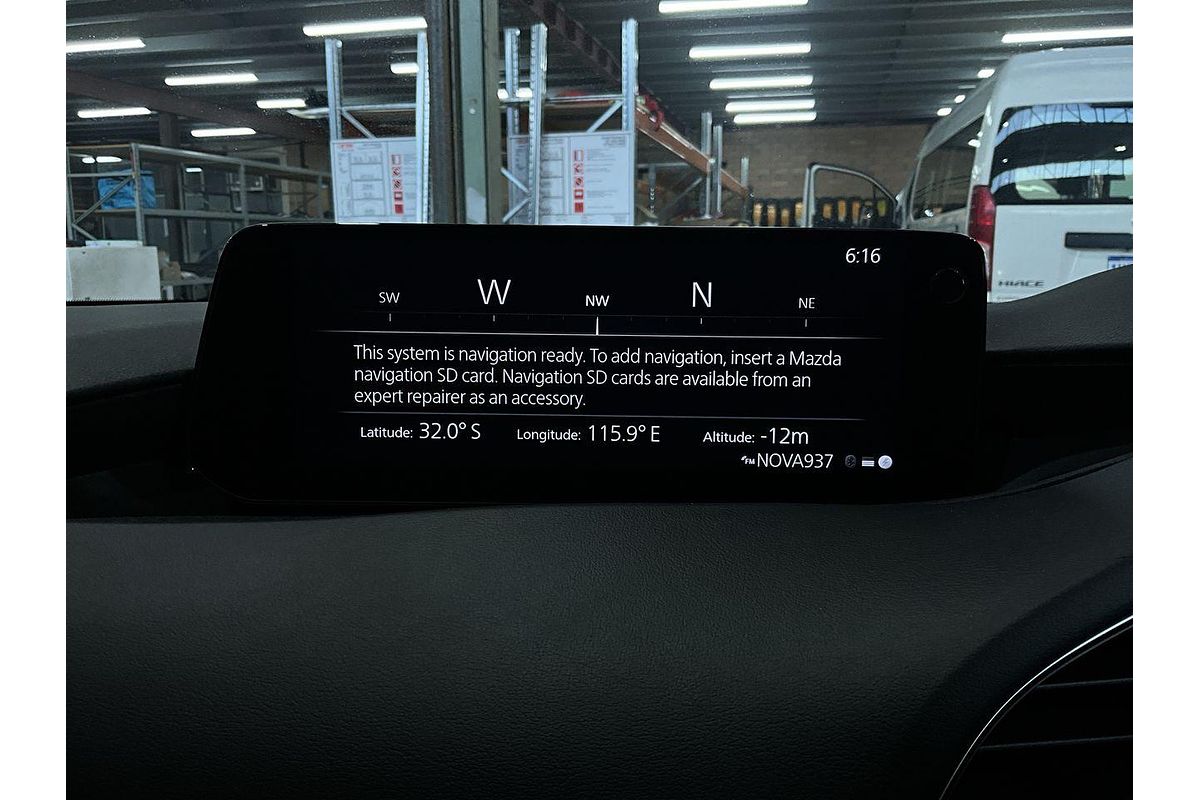 6:16
SW W NW N NE
This system is navigation ready. To add navigation, insert a Mazda
navigation SD card. Navigation SD cards are available from an
expert repairer as an accessory.
Latitude: 32.0° S Longitude: 115.9° E Altitude: -12m
FM NOVA937
HIACE